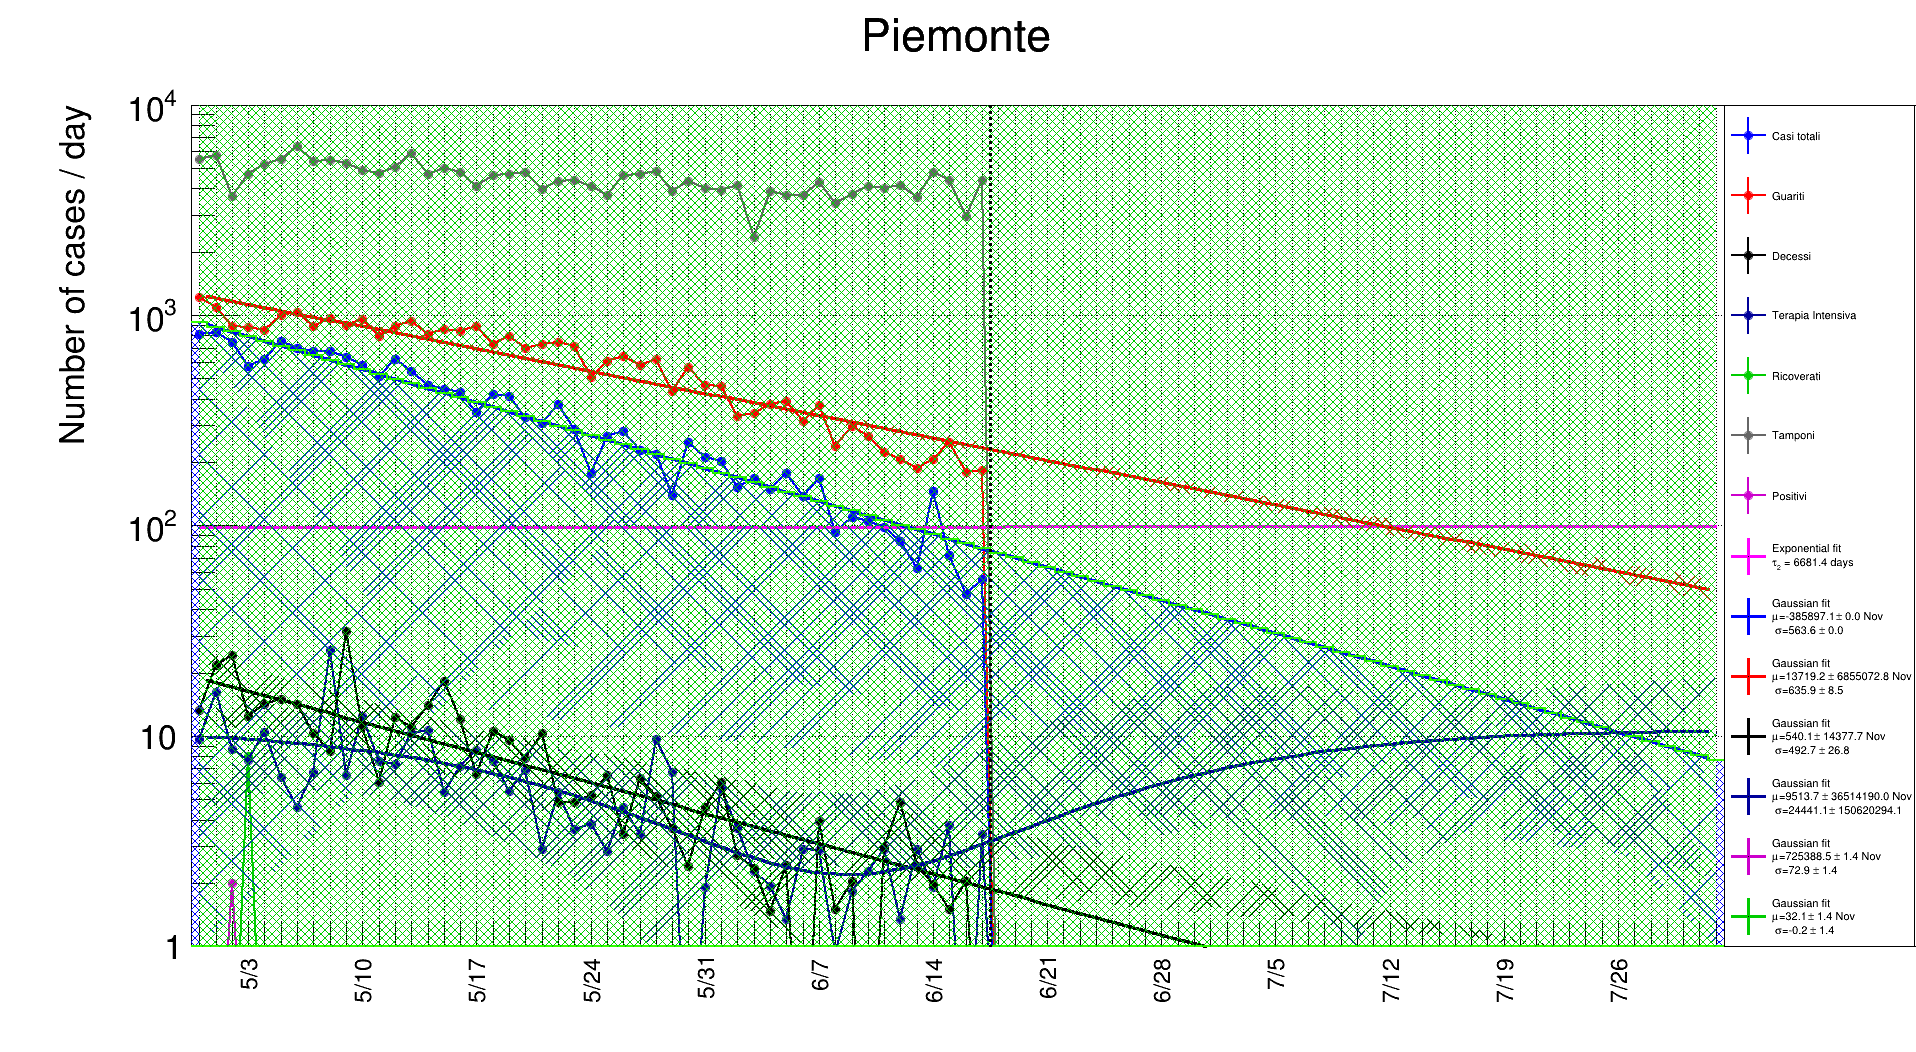 Piemonte
Number of cases / day
10^4
10^3
10^2
10
1
5/3
5/10
5/17
5/24
5/31
6/7
6/14
6/21
6/28
7/5
7/12
7/19
7/26
Casi totali
Guariti
Decessi
Terapia Intensiva
Ricoverati
Tamponi
Positivi
Exponential fit
τ₂ = 6681.4 days
Gaussian fit
μ=-385897.1± 0.0 Nov
σ=563.6 ± 0.0
Gaussian fit
μ=13719.2 ± 6855072.8 Nov
σ=635.9 ± 8.5
Gaussian fit
μ=540.1± 14377.7 Nov
σ=492.7 ± 26.8
Gaussian fit
μ=9513.7± 36514190.0 Nov
σ=24441.1± 150620294.1
Gaussian fit
μ=725388.5 ± 1.4 Nov
σ=72.9 ± 1.4
Gaussian fit
μ=32.1± 1.4 Nov
σ=-0.2 ± 1.4